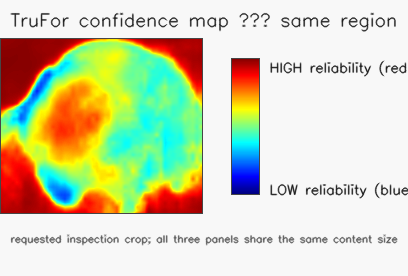 TruFor confidence map ??? same region
HIGH reliability (red
LOW reliability (blue
requested inspection crop; all three panels share the same content size